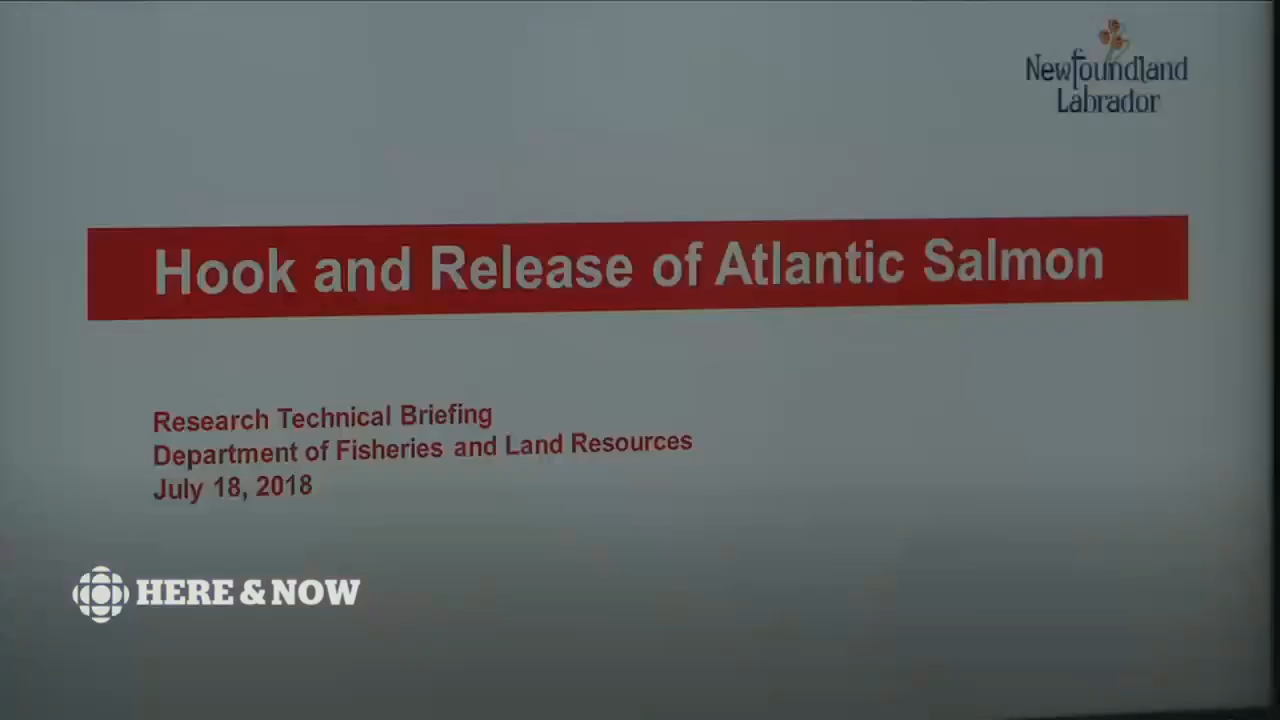 Newfoundland
Labrador
Hook and Release of Atlantic Salmon
Research Technical Briefing
Department of Fisheries and Land Resources
July 18, 2018
HERE & NOW